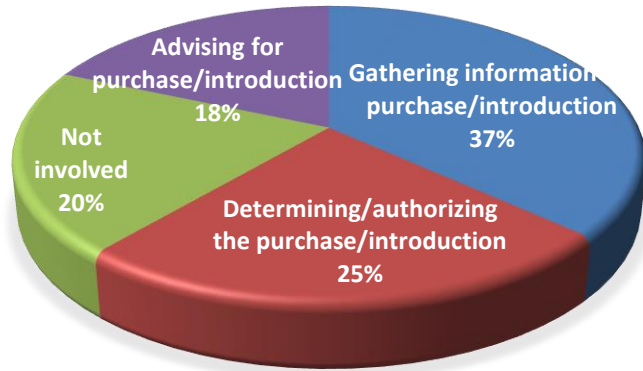 Advising for
purchase/introduction
18%
Gathering information
purchase/introduction
37%
Not
involved
20%
Determining/authorizing
the purchase/introduction
25%